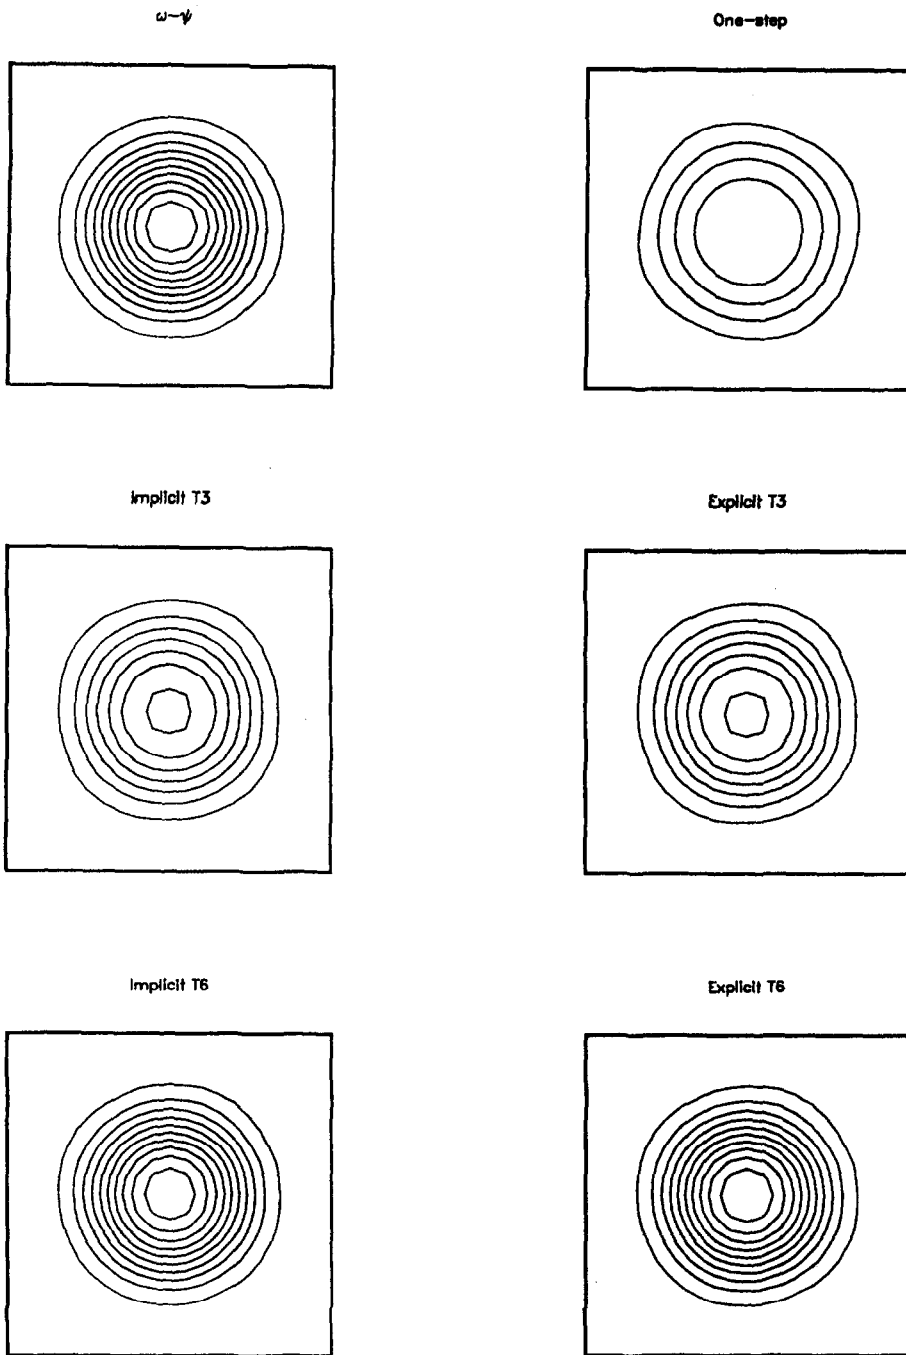 ω−ψ
One−step
Implicit T3
Explicit T3
Implicit T6
Explicit T6